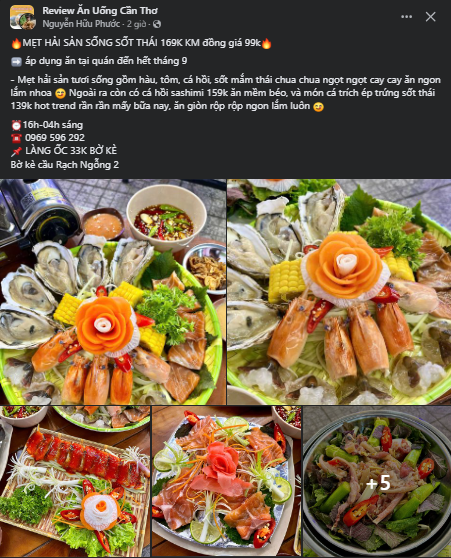 Review Ăn Uống Cần Thơ
Nguyễn Hữu Phước · 2 giờ ·
🔥MẸT HẢI SẢN SỐNG SỐT THÁI 169K KM đồng giá 99k🔥
➡️ áp dụng ăn tại quán đến hết tháng 9
- Mẹt hải sản tươi sống gồm hàu, tôm, cá hồi, sốt mắm thái chua chua ngọt ngọt cay cay ăn ngon
lắm nhoa 😜 Ngoài ra còn có cá hồi sashimi 159k ăn mềm béo, và món cá trích ép trứng sốt thái
139k hot trend rần rần mấy bữa nay, ăn giòn rộp rộp ngon lắm luôn 😜
⏰16h-04h sáng
☎️ 0969 596 292
📌 LÀNG ỐC 33K BỜ KÈ
Bờ kè cầu Rạch Ngỗng 2
+5